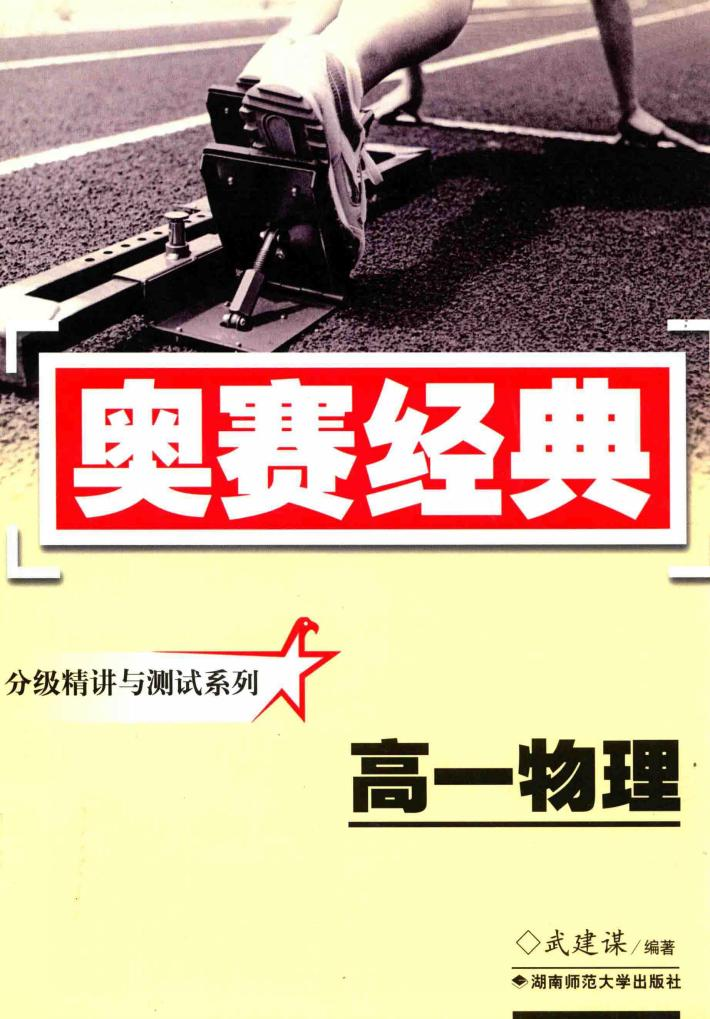 奥赛经典
分级精讲与测试系列
高一物理
武建谋/编著
湖南师范大学出版社